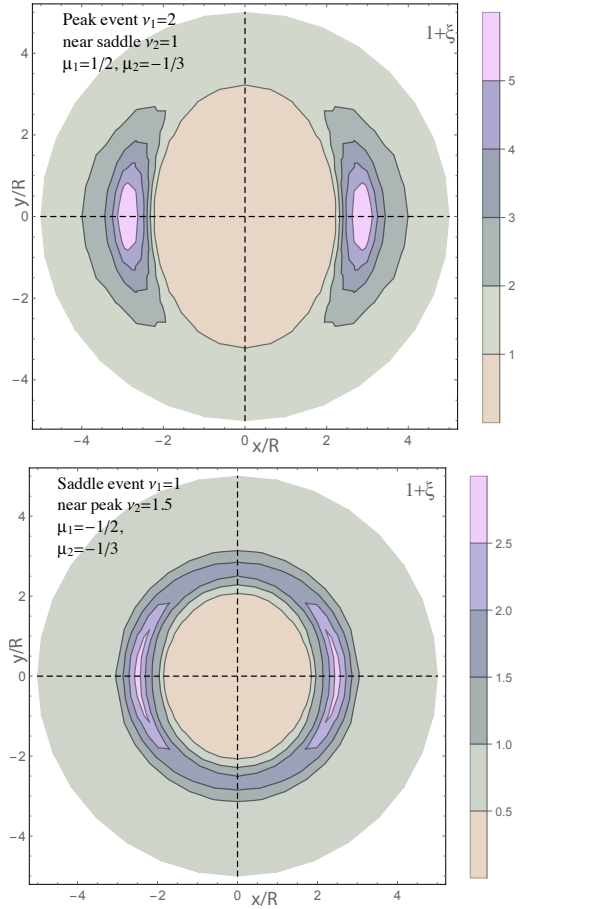 Peak event ν₁=2
near saddle ν₂=1
μ₁=1/2, μ₂=−1/3
1+ξ
y/R
4
2
0
−2
−4
−4
−2
0
2
4
x/R
5
4
3
2
1
Saddle event ν₁=1
near peak ν₂=1.5
μ₁=−1/2,
μ₂=−1/3
1+ξ
y/R
4
2
0
−2
−4
−4
−2
0
2
4
x/R
2.5
2.0
1.5
1.0
0.5